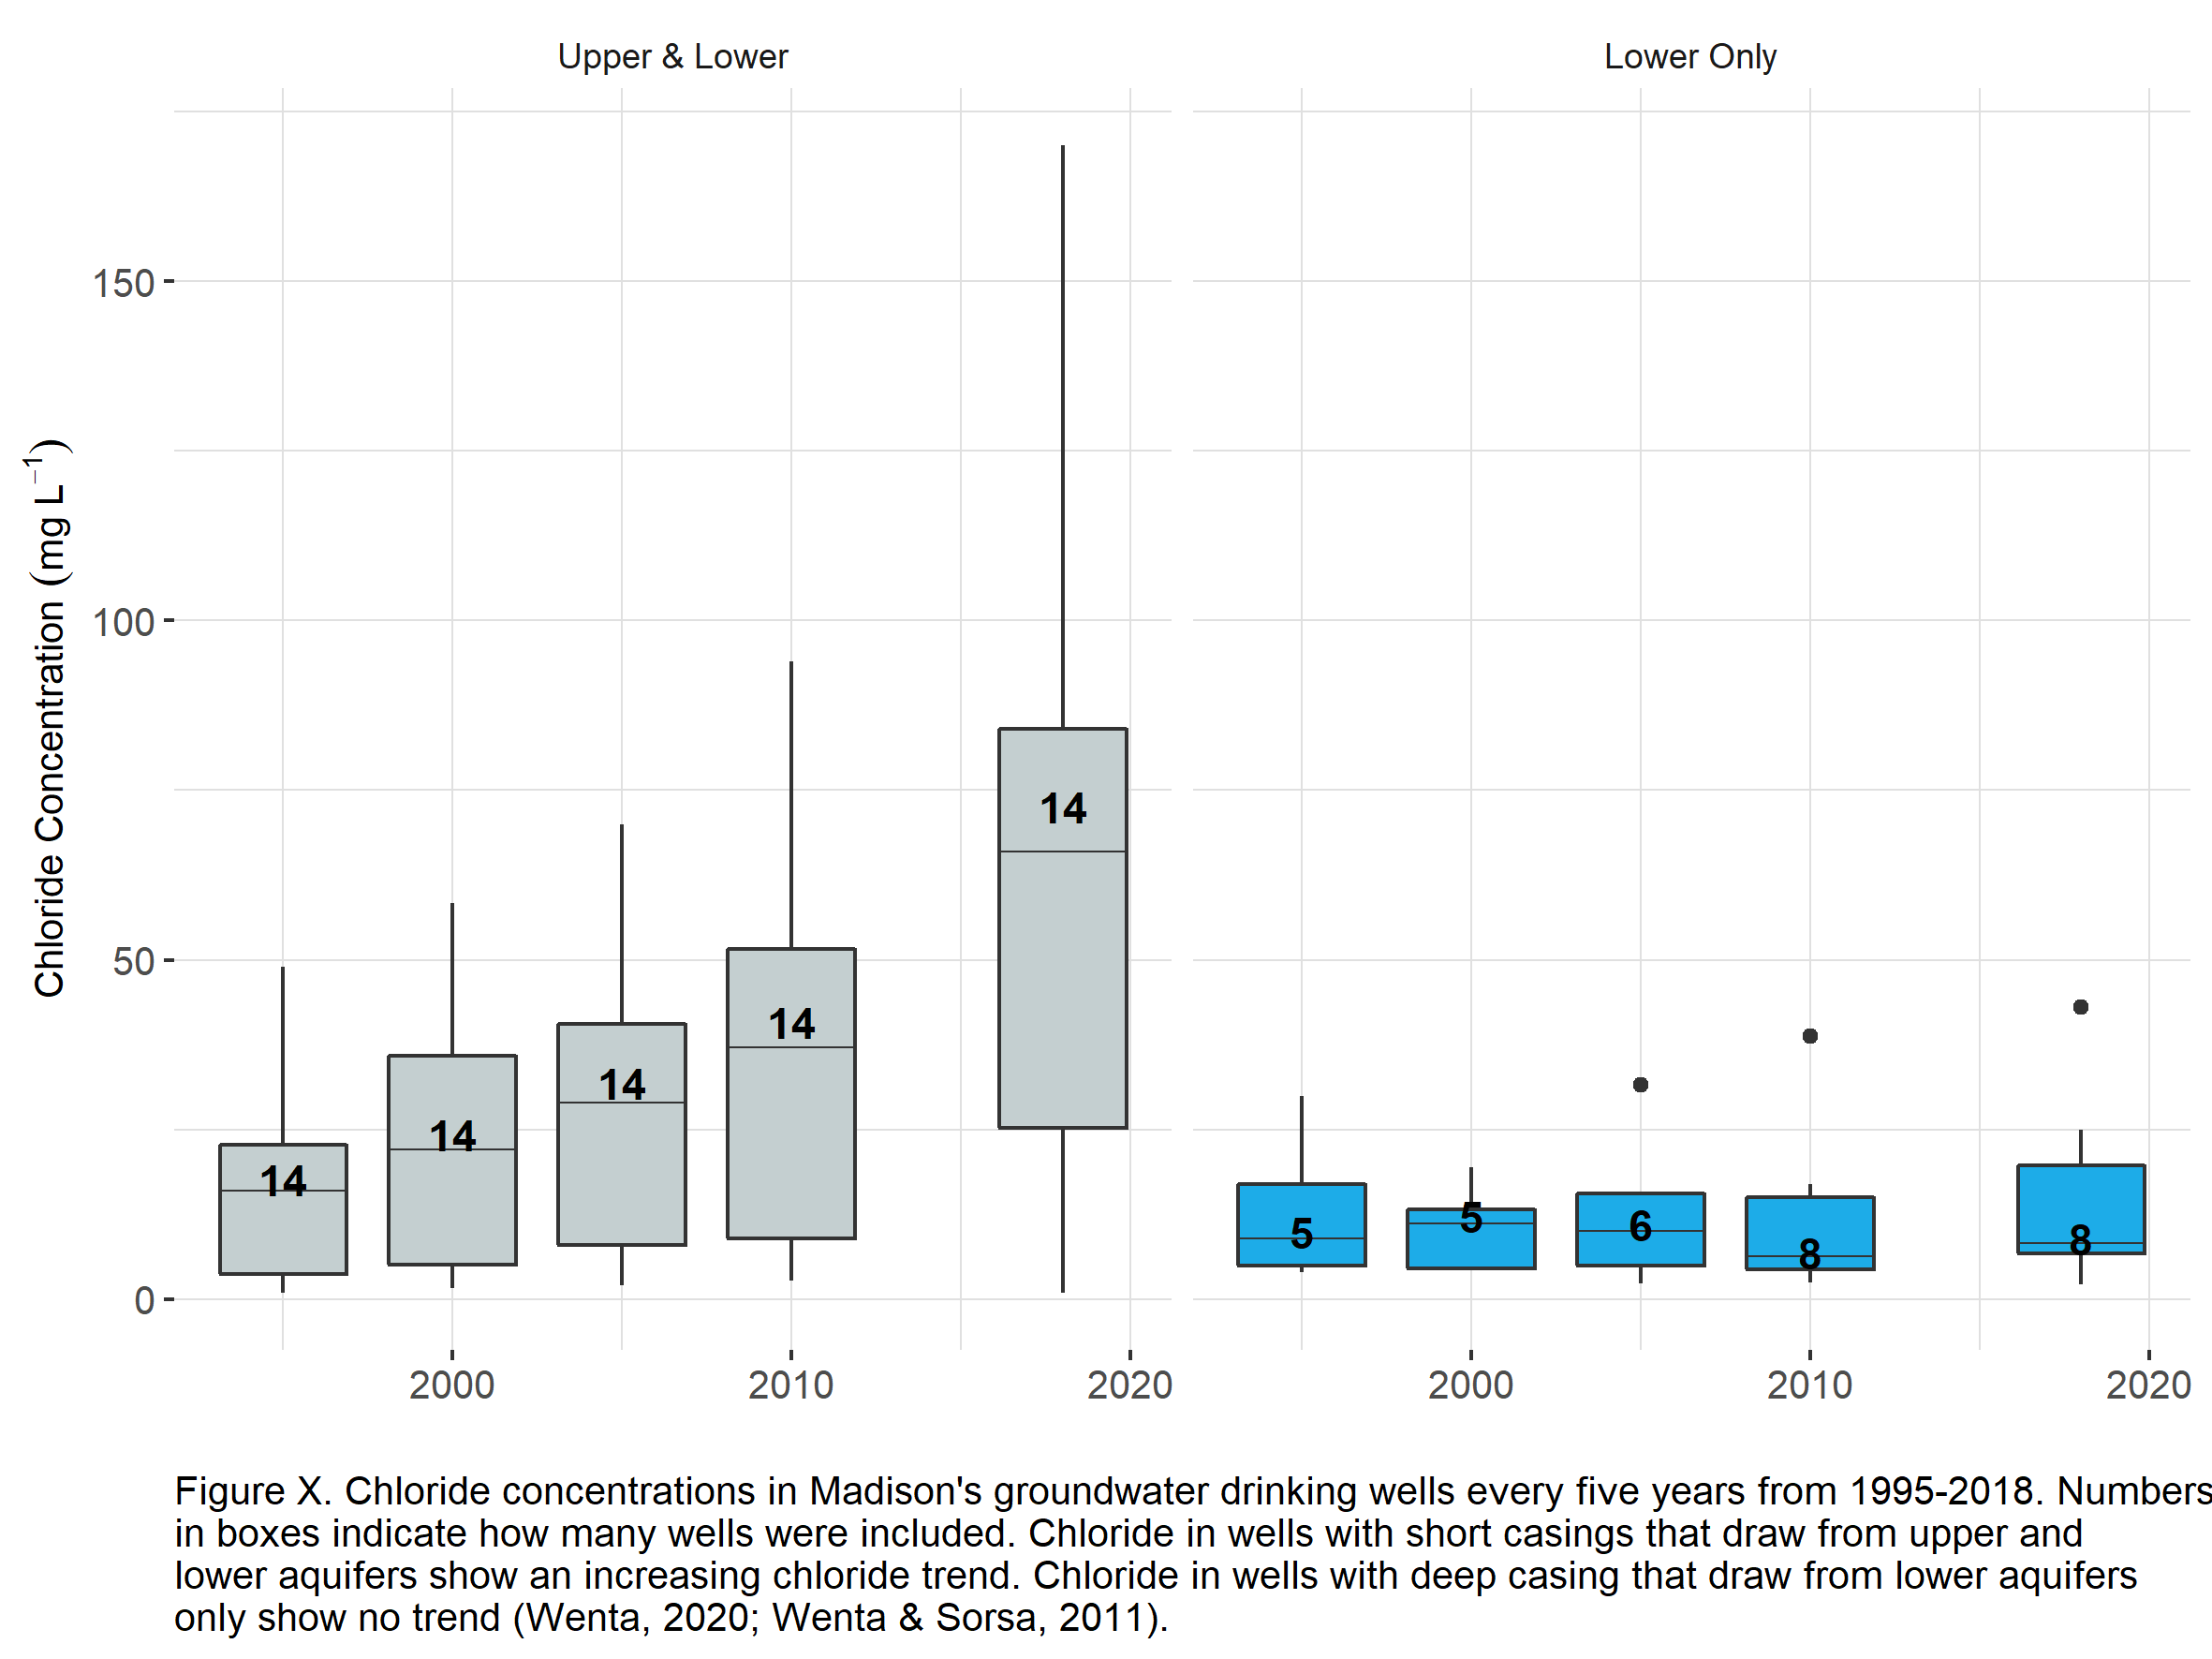 Upper & Lower
Lower Only
Chloride Concentration (mg L⁻¹)
150
100
50
0
14
14
14
14
14
5
5
6
8
8
2000
2010
2020
2000
2010
2020
Figure X. Chloride concentrations in Madison's groundwater drinking wells every five years from 1995-2018. Numbers
in boxes indicate how many wells were included. Chloride in wells with short casings that draw from upper and
lower aquifers show an increasing chloride trend. Chloride in wells with deep casing that draw from lower aquifers
only show no trend (Wenta, 2020; Wenta & Sorsa, 2011).